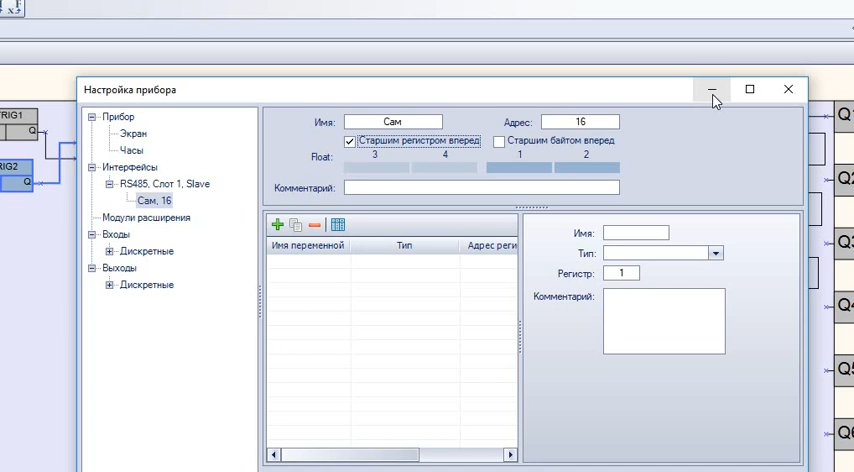 Настройка прибора
TRIG1
Q
RIG2
Q
Прибор
Экран
Часы
Интерфейсы
RS485, Слот 1, Slave
Сам, 16
Модули расширения
Входы
Дискретные
Выходы
Дискретные
Имя: Сам Адрес: 16
Старшим регистром вперед Старшим байтом вперед
Float: 3 4 1 2
Комментарий:
Имя переменной Тип Адрес реги
Имя:
Тип:
Регистр: 1
Комментарий:
Q1
Q2
Q3
Q4
Q5
Q6